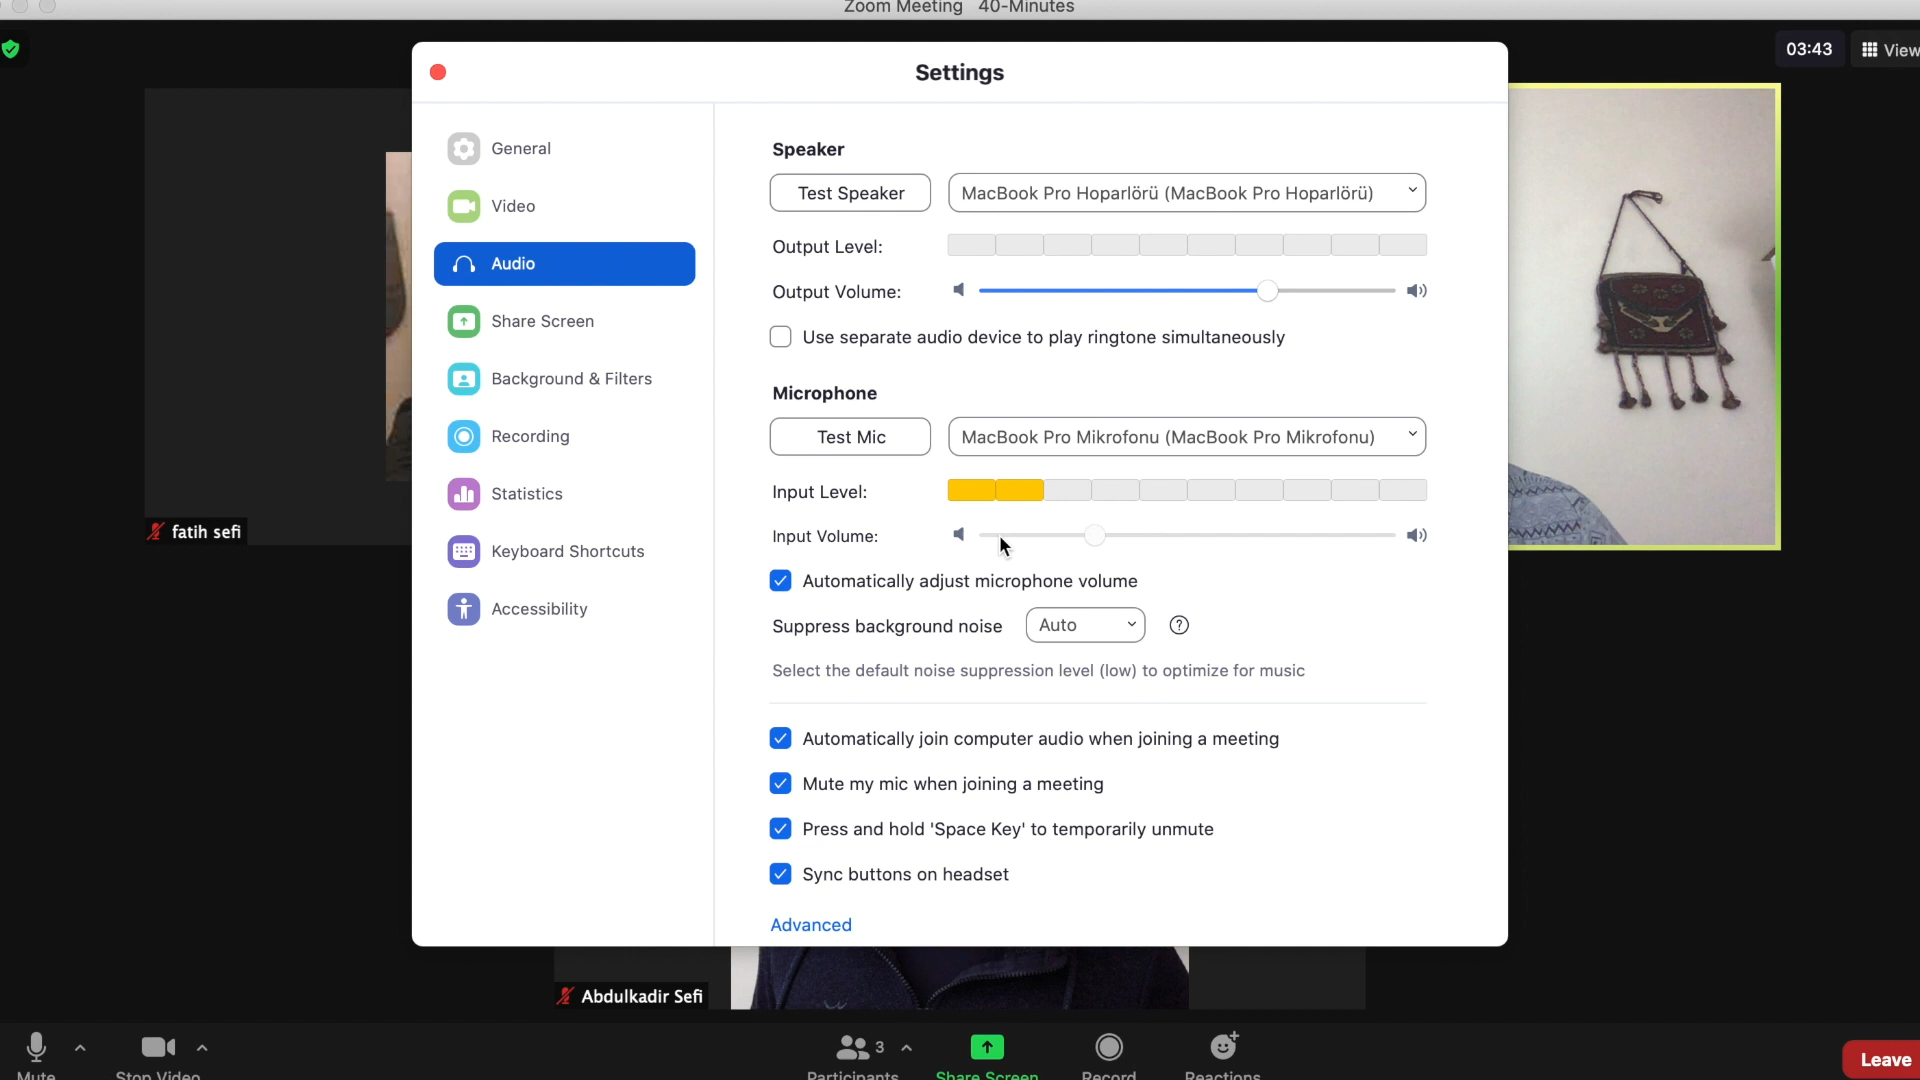 Zoom Meeting 40-Minutes
03:43
View
Settings
General
Video
Audio
Share Screen
Background & Filters
Recording
Statistics
Keyboard Shortcuts
Accessibility
Speaker
Test Speaker
MacBook Pro Hoparlörü (MacBook Pro Hoparlörü)
Output Level:
Output Volume:
Use separate audio device to play ringtone simultaneously
Microphone
Test Mic
MacBook Pro Mikrofonu (MacBook Pro Mikrofonu)
Input Level:
Input Volume:
Automatically adjust microphone volume
Suppress background noise
Auto
Select the default noise suppression level (low) to optimize for music
Automatically join computer audio when joining a meeting
Mute my mic when joining a meeting
Press and hold 'Space Key' to temporarily unmute
Sync buttons on headset
Advanced
fatih sefi
Abdulkadir Sefi
Mute
Stop Video
3
Participants
Share Screen
Record
Reactions
Leave